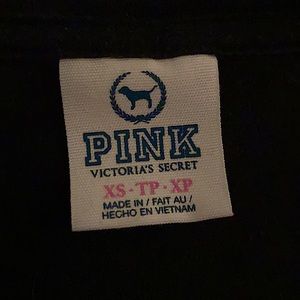 PINK
VICTORIA'S SECRET
XS - TP - XP
MADE IN / FAIT AU /
HECHO EN VIETNAM